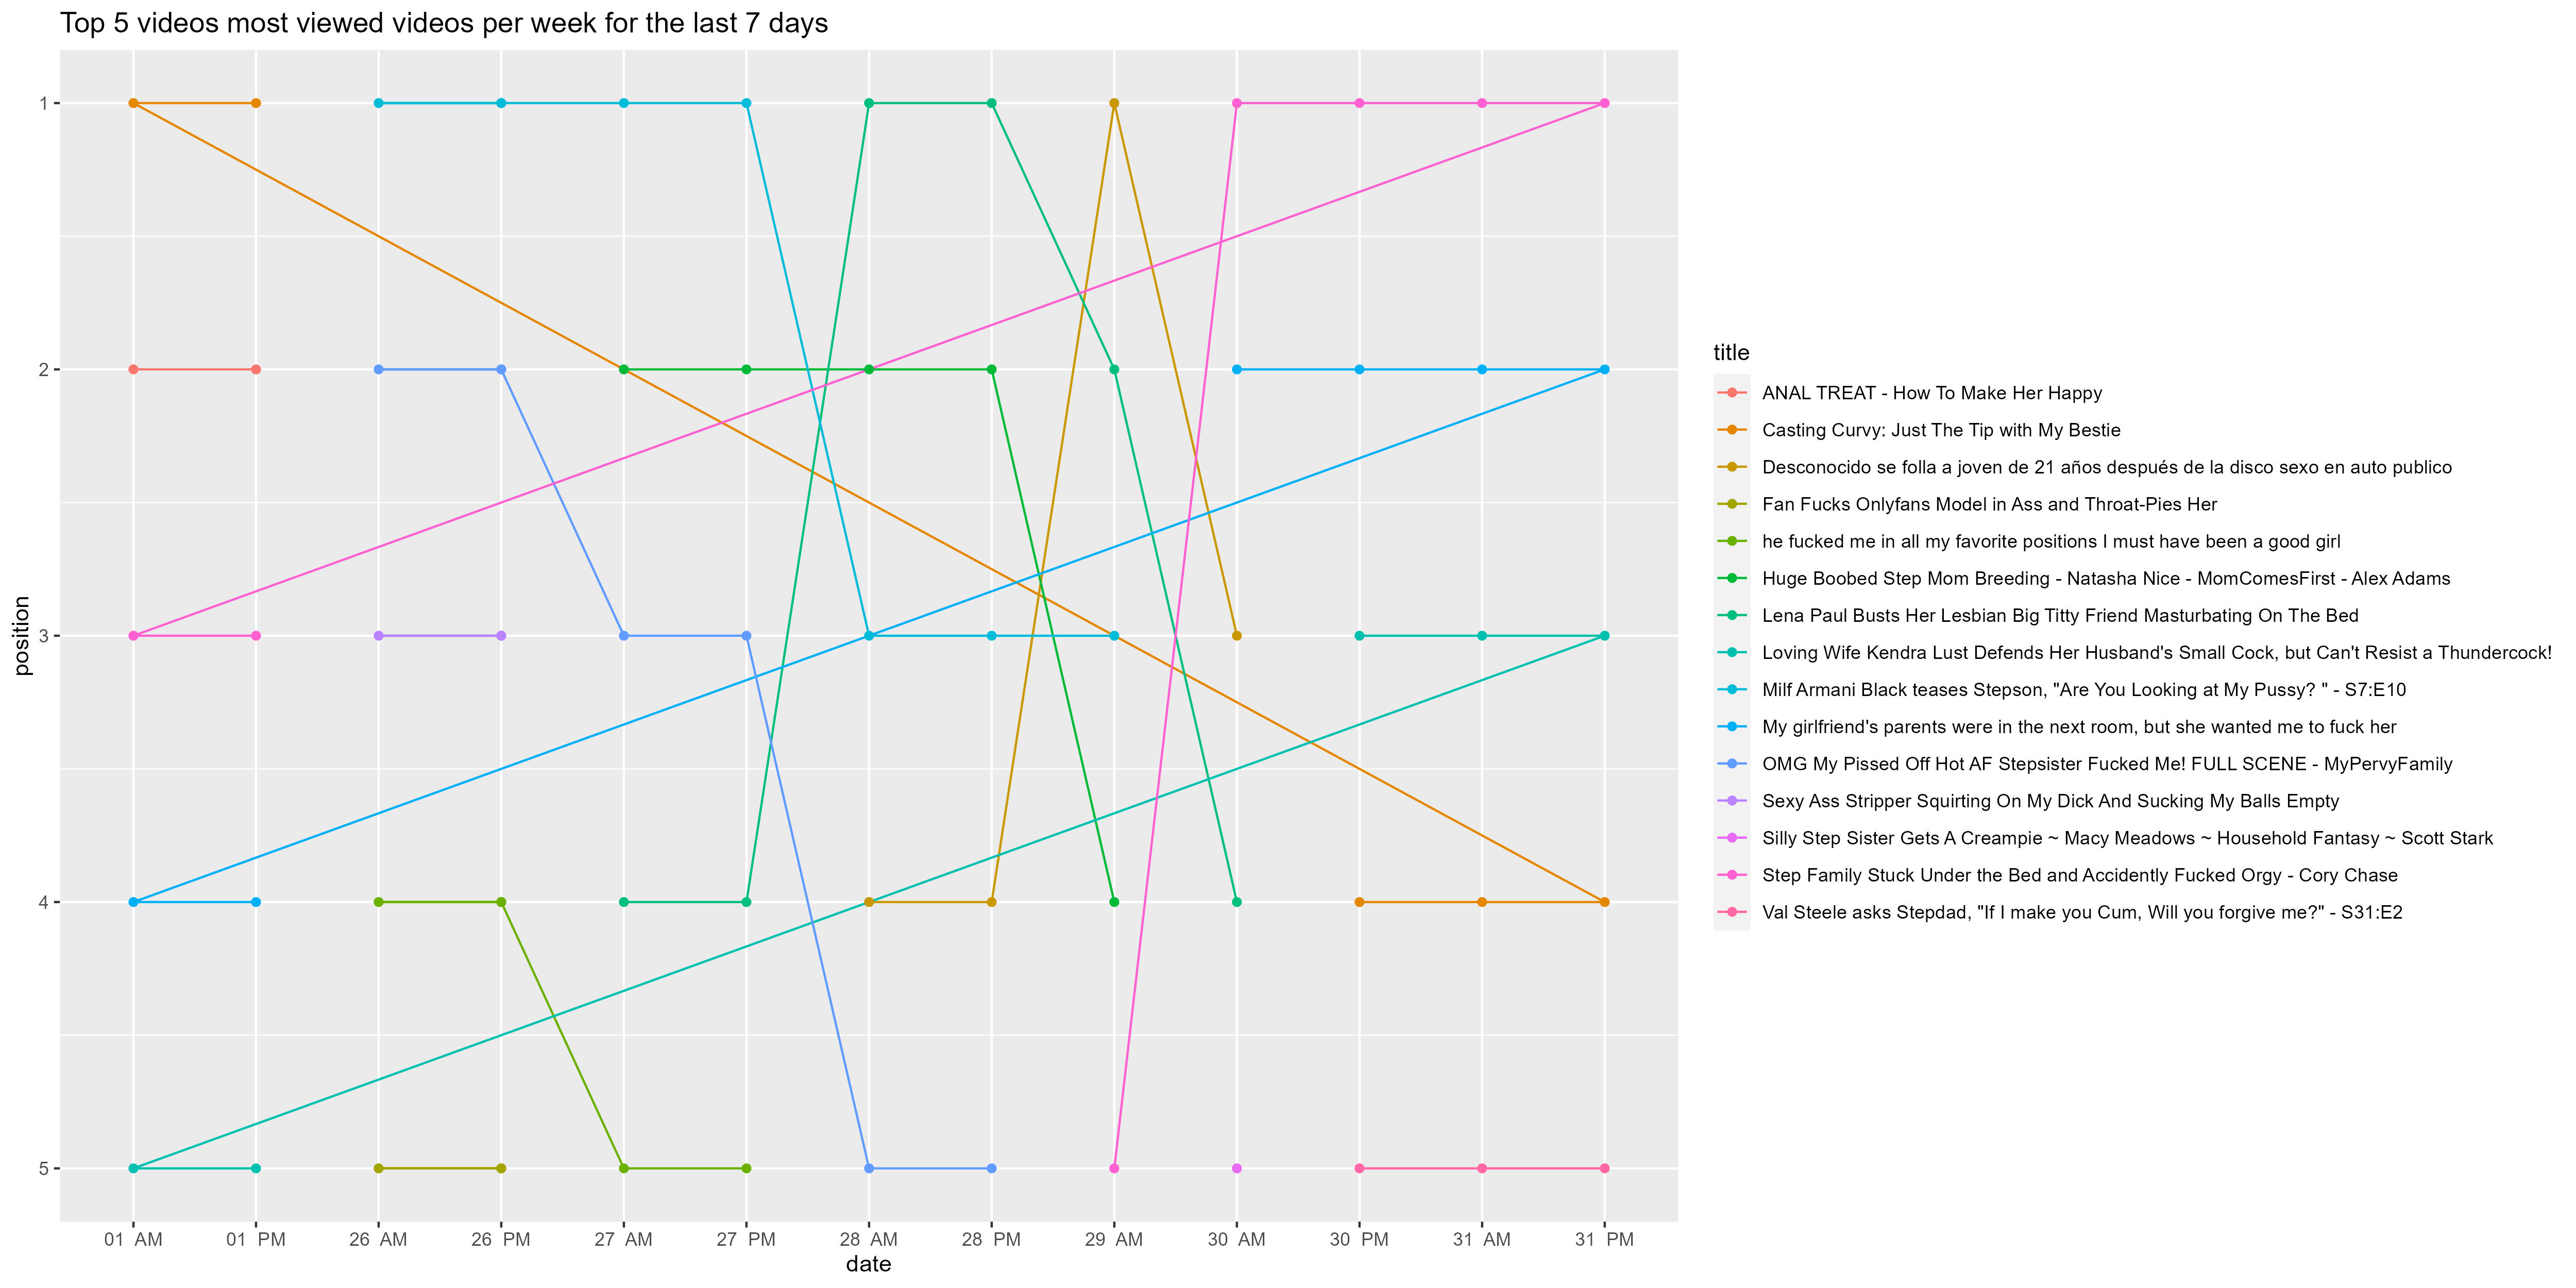 Top 5 videos most viewed videos per week for the last 7 days
position
1
2
3
4
5
01 AM 01 PM 26 AM 26 PM 27 AM 27 PM 28 AM 28 PM 29 AM 30 AM 30 PM 31 AM 31 PM
date
title
ANAL TREAT - How To Make Her Happy
Casting Curvy: Just The Tip with My Bestie
Desconocido se folla a joven de 21 años después de la disco sexo en auto publico
Fan Fucks Onlyfans Model in Ass and Throat-Pies Her
he fucked me in all my favorite positions I must have been a good girl
Huge Boobed Step Mom Breeding - Natasha Nice - MomComesFirst - Alex Adams
Lena Paul Busts Her Lesbian Big Titty Friend Masturbating On The Bed
Loving Wife Kendra Lust Defends Her Husband's Small Cock, but Can't Resist a Thundercock!
Milf Armani Black teases Stepson, "Are You Looking at My Pussy? " - S7:E10
My girlfriend's parents were in the next room, but she wanted me to fuck her
OMG My Pissed Off Hot AF Stepsister Fucked Me! FULL SCENE - MyPervyFamily
Sexy Ass Stripper Squirting On My Dick And Sucking My Balls Empty
Silly Step Sister Gets A Creampie ~ Macy Meadows ~ Household Fantasy ~ Scott Stark
Step Family Stuck Under the Bed and Accidently Fucked Orgy - Cory Chase
Val Steele asks Stepdad, "If I make you Cum, Will you forgive me?" - S31:E2